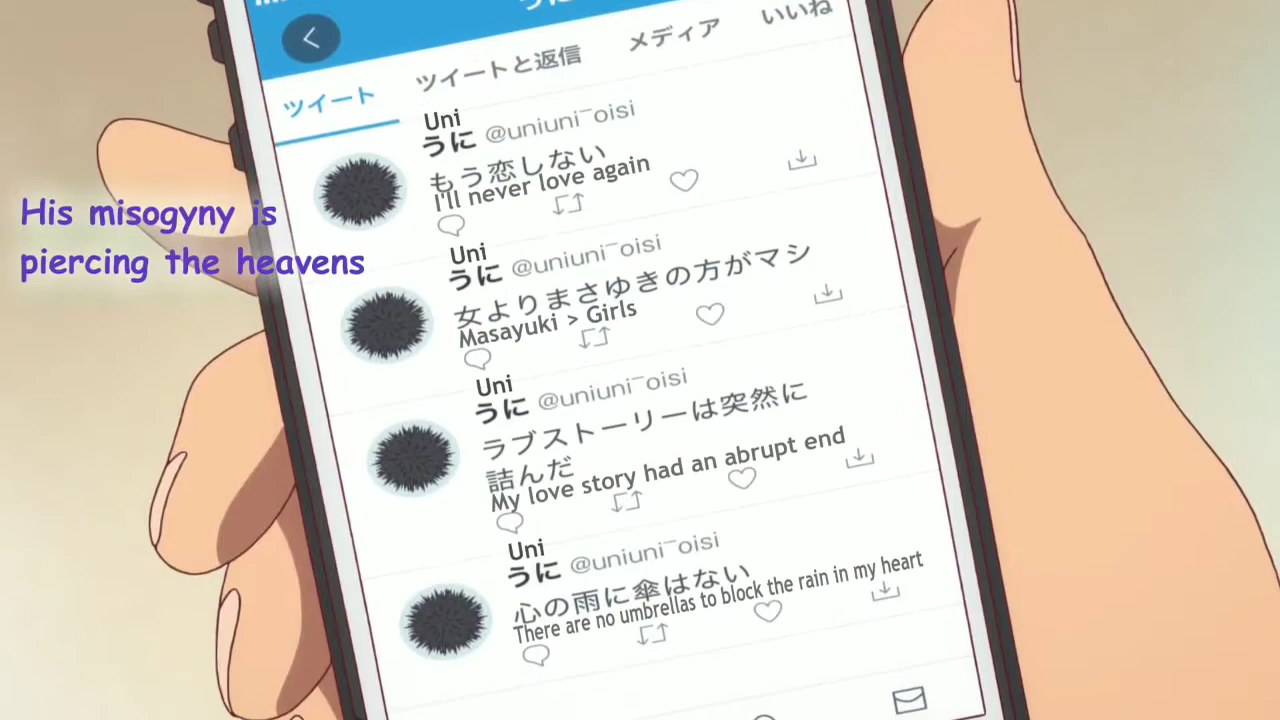 ツイート
ツイートと返信
メディア
いいね
His misogyny is
piercing the heavens
Uni
うに @uniuni_oisi
もう恋しない
I'll never love again
Uni
うに @uniuni_oisi
女よりまさゆきの方がマシ
Masayuki > Girls
Uni
うに @uniuni_oisi
ラブストーリーは突然に
詰んだ
My love story had an abrupt end
Uni
うに @uniuni_oisi
心の雨に傘はない
There are no umbrellas to block the rain in my heart